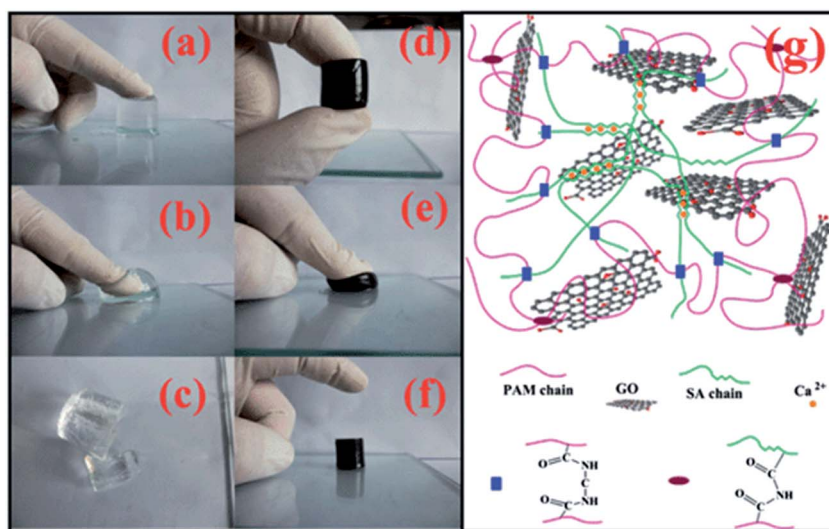 (a)
(d)
(g)
(b)
(e)
(c)
(f)
PAM chain GO SA chain Ca2+
O C NH
C
O C NH
O C
NH
O C